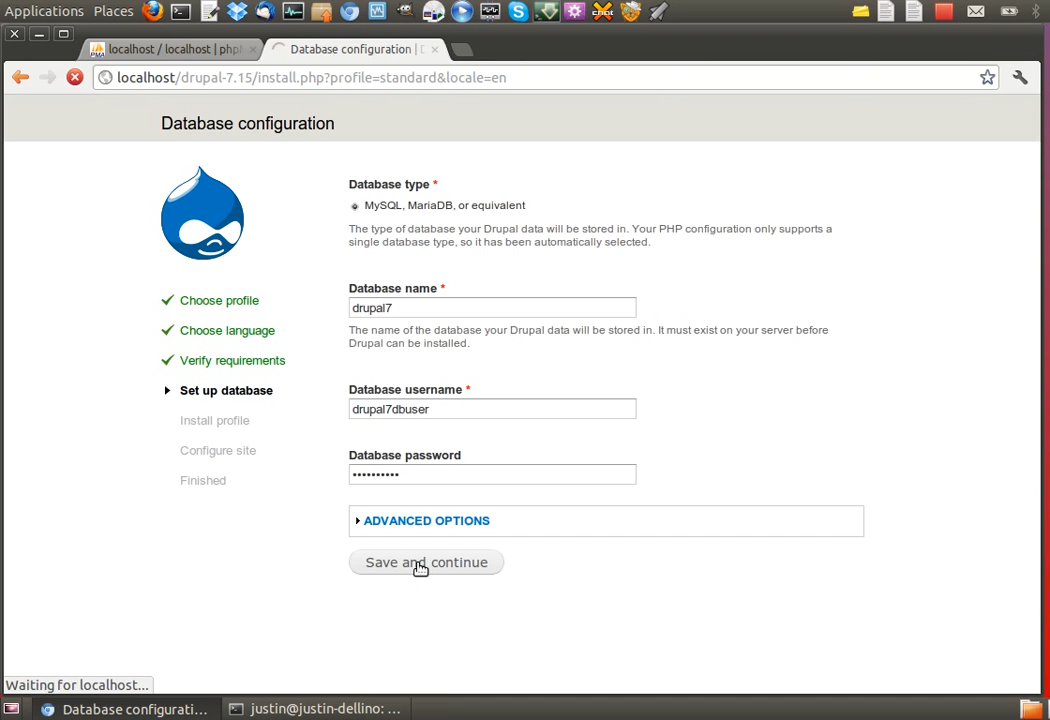 Applications Places
localhost / localhost | php
Database configuration |
localhost/drupal-7.15/install.php?profile=standard&locale=en
Database configuration
Database type *
MySQL, MariaDB, or equivalent
The type of database your Drupal data will be stored in. Your PHP configuration only supports a
single database type, so it has been automatically selected.
Choose profile
Choose language
Verify requirements
Set up database
Install profile
Configure site
Finished
Database name *
drupal7
The name of the database your Drupal data will be stored in. It must exist on your server before
Drupal can be installed.
Database username *
drupal7dbuser
Database password
••••••••••
ADVANCED OPTIONS
Save and continue
Waiting for localhost...
Database configurati...
justin@justin-dellino: ...